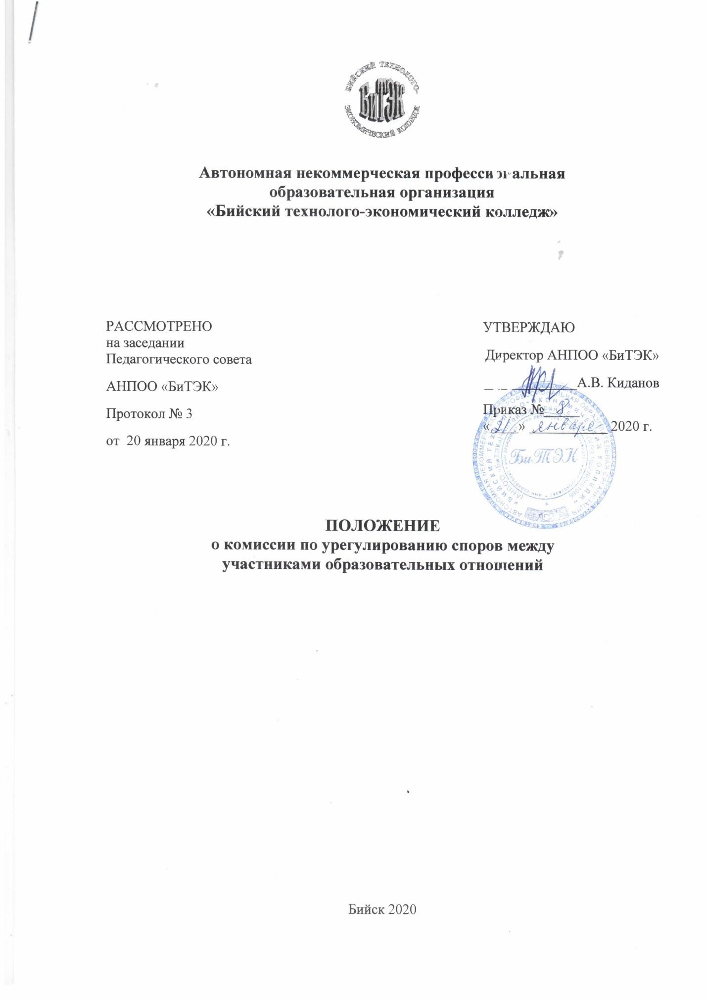 БИЙСКИЙ ТЕХНОЛОГО-
БиТЭК
ЭКОНОМИЧЕСКИЙ КОЛЛЕДЖ
Автономная некоммерческая профессиональная
образовательная организация
«Бийский технолого-экономический колледж»
РАССМОТРЕНО
на заседании
Педагогического совета
АНПОО «БиТЭК»
Протокол № 3
от 20 января 2020 г.
УТВЕРЖДАЮ
Директор АНПОО «БиТЭК»
А.В. Киданов
Приказ № 8
«21» января 2020 г.
БиТЭК
ПОЛОЖЕНИЕ
о комиссии по урегулированию споров между
участниками образовательных отношений
Бийск 2020